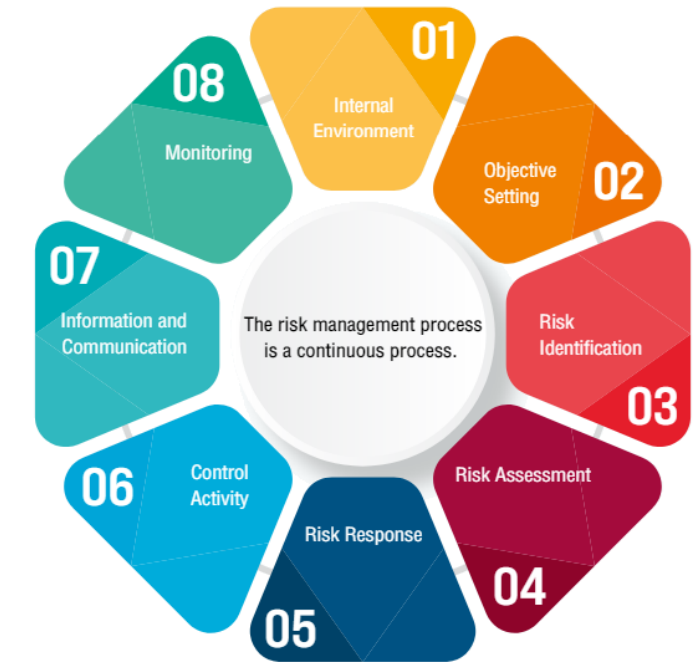 01
Internal
Environment
02
Objective
Setting
03
Risk
Identification
04
Risk Assessment
05
Risk Response
06
Control
Activity
07
Information and
Communication
08
Monitoring
The risk management process
is a continuous process.